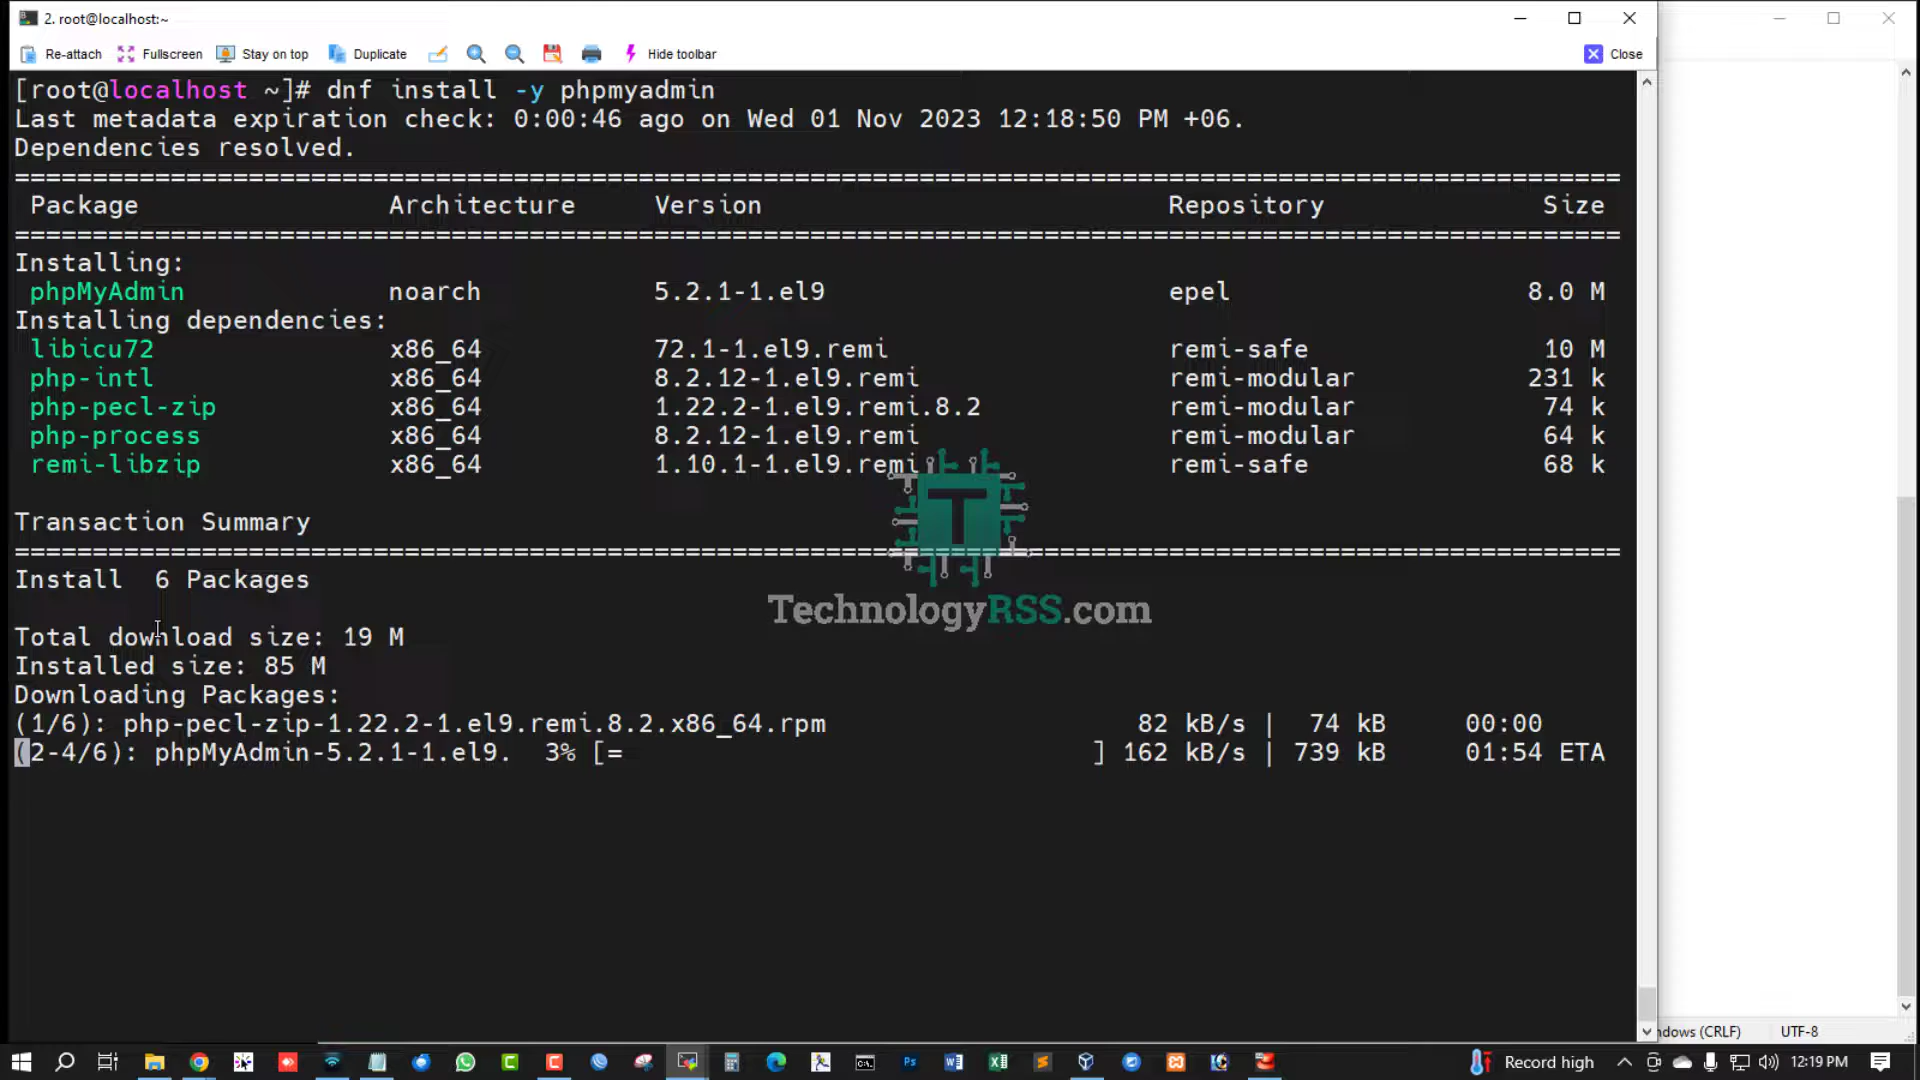 2. root@localhost:~
Re-attach Fullscreen Stay on top Duplicate Hide toolbar Close
[root@localhost ~]# dnf install -y phpmyadmin
Last metadata expiration check: 0:00:46 ago on Wed 01 Nov 2023 12:18:50 PM +06.
Dependencies resolved.
Package Architecture Version Repository Size
Installing:
phpMyAdmin noarch 5.2.1-1.el9 epel 8.0 M
Installing dependencies:
libicu72 x86_64 72.1-1.el9.remi remi-safe 10 M
php-intl x86_64 8.2.12-1.el9.remi remi-modular 231 k
php-pecl-zip x86_64 1.22.2-1.el9.remi.8.2 remi-modular 74 k
php-process x86_64 8.2.12-1.el9.remi remi-modular 64 k
remi-libzip x86_64 1.10.1-1.el9.remi remi-safe 68 k
T
Transaction Summary
Install 6 Packages
TechnologyRSS.com
Total download size: 19 M
Installed size: 85 M
Downloading Packages:
(1/6): php-pecl-zip-1.22.2-1.el9.remi.8.2.x86_64.rpm 82 kB/s | 74 kB 00:00
(2-4/6): phpMyAdmin-5.2.1-1.el9. 3% [= ] 162 kB/s | 739 kB 01:54 ETA
ndows (CRLF) UTF-8
Record high 12:19 PM